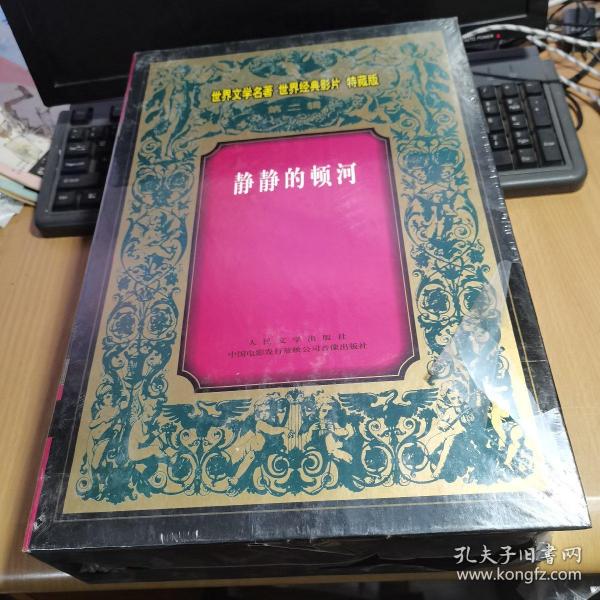 世界文学名著 世界经典影片 特藏版
第二辑
静静的顿河
人民文学出版社
中国电影发行放映公司音像出版社
孔夫子旧书网
www.kongfz.com